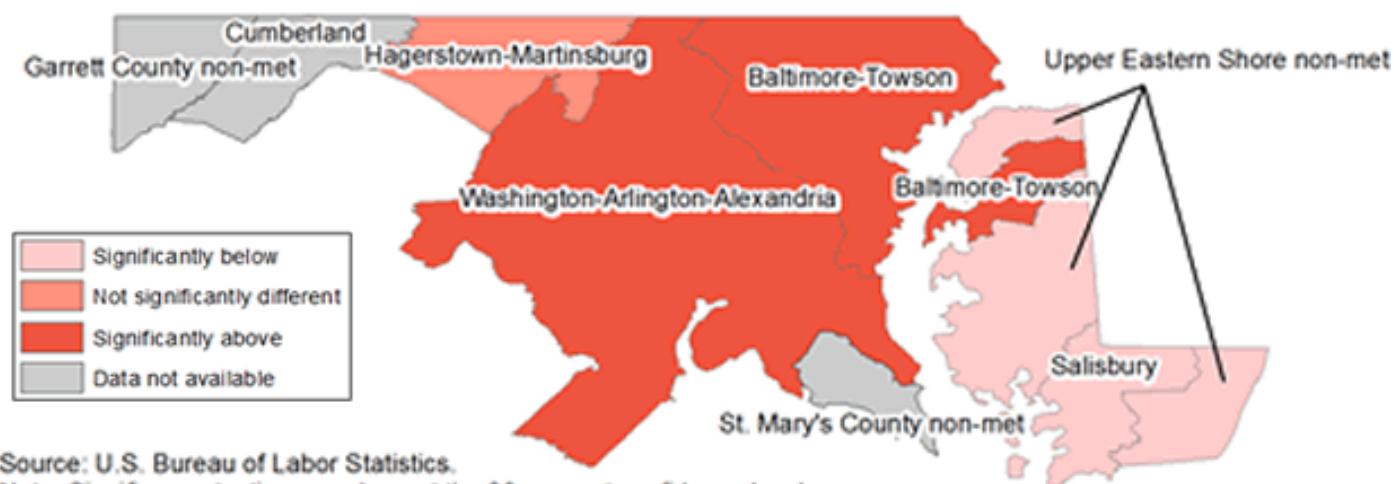 Cumberland
Garrett County non-met
Hagerstown-Martinsburg
Baltimore-Towson
Upper Eastern Shore non-met
Washington-Arlington-Alexandria
Baltimore-Towson
Significantly below
Not significantly different
Significantly above
Data not available
Salisbury
St. Mary's County non-met
Source: U.S. Bureau of Labor Statistics.